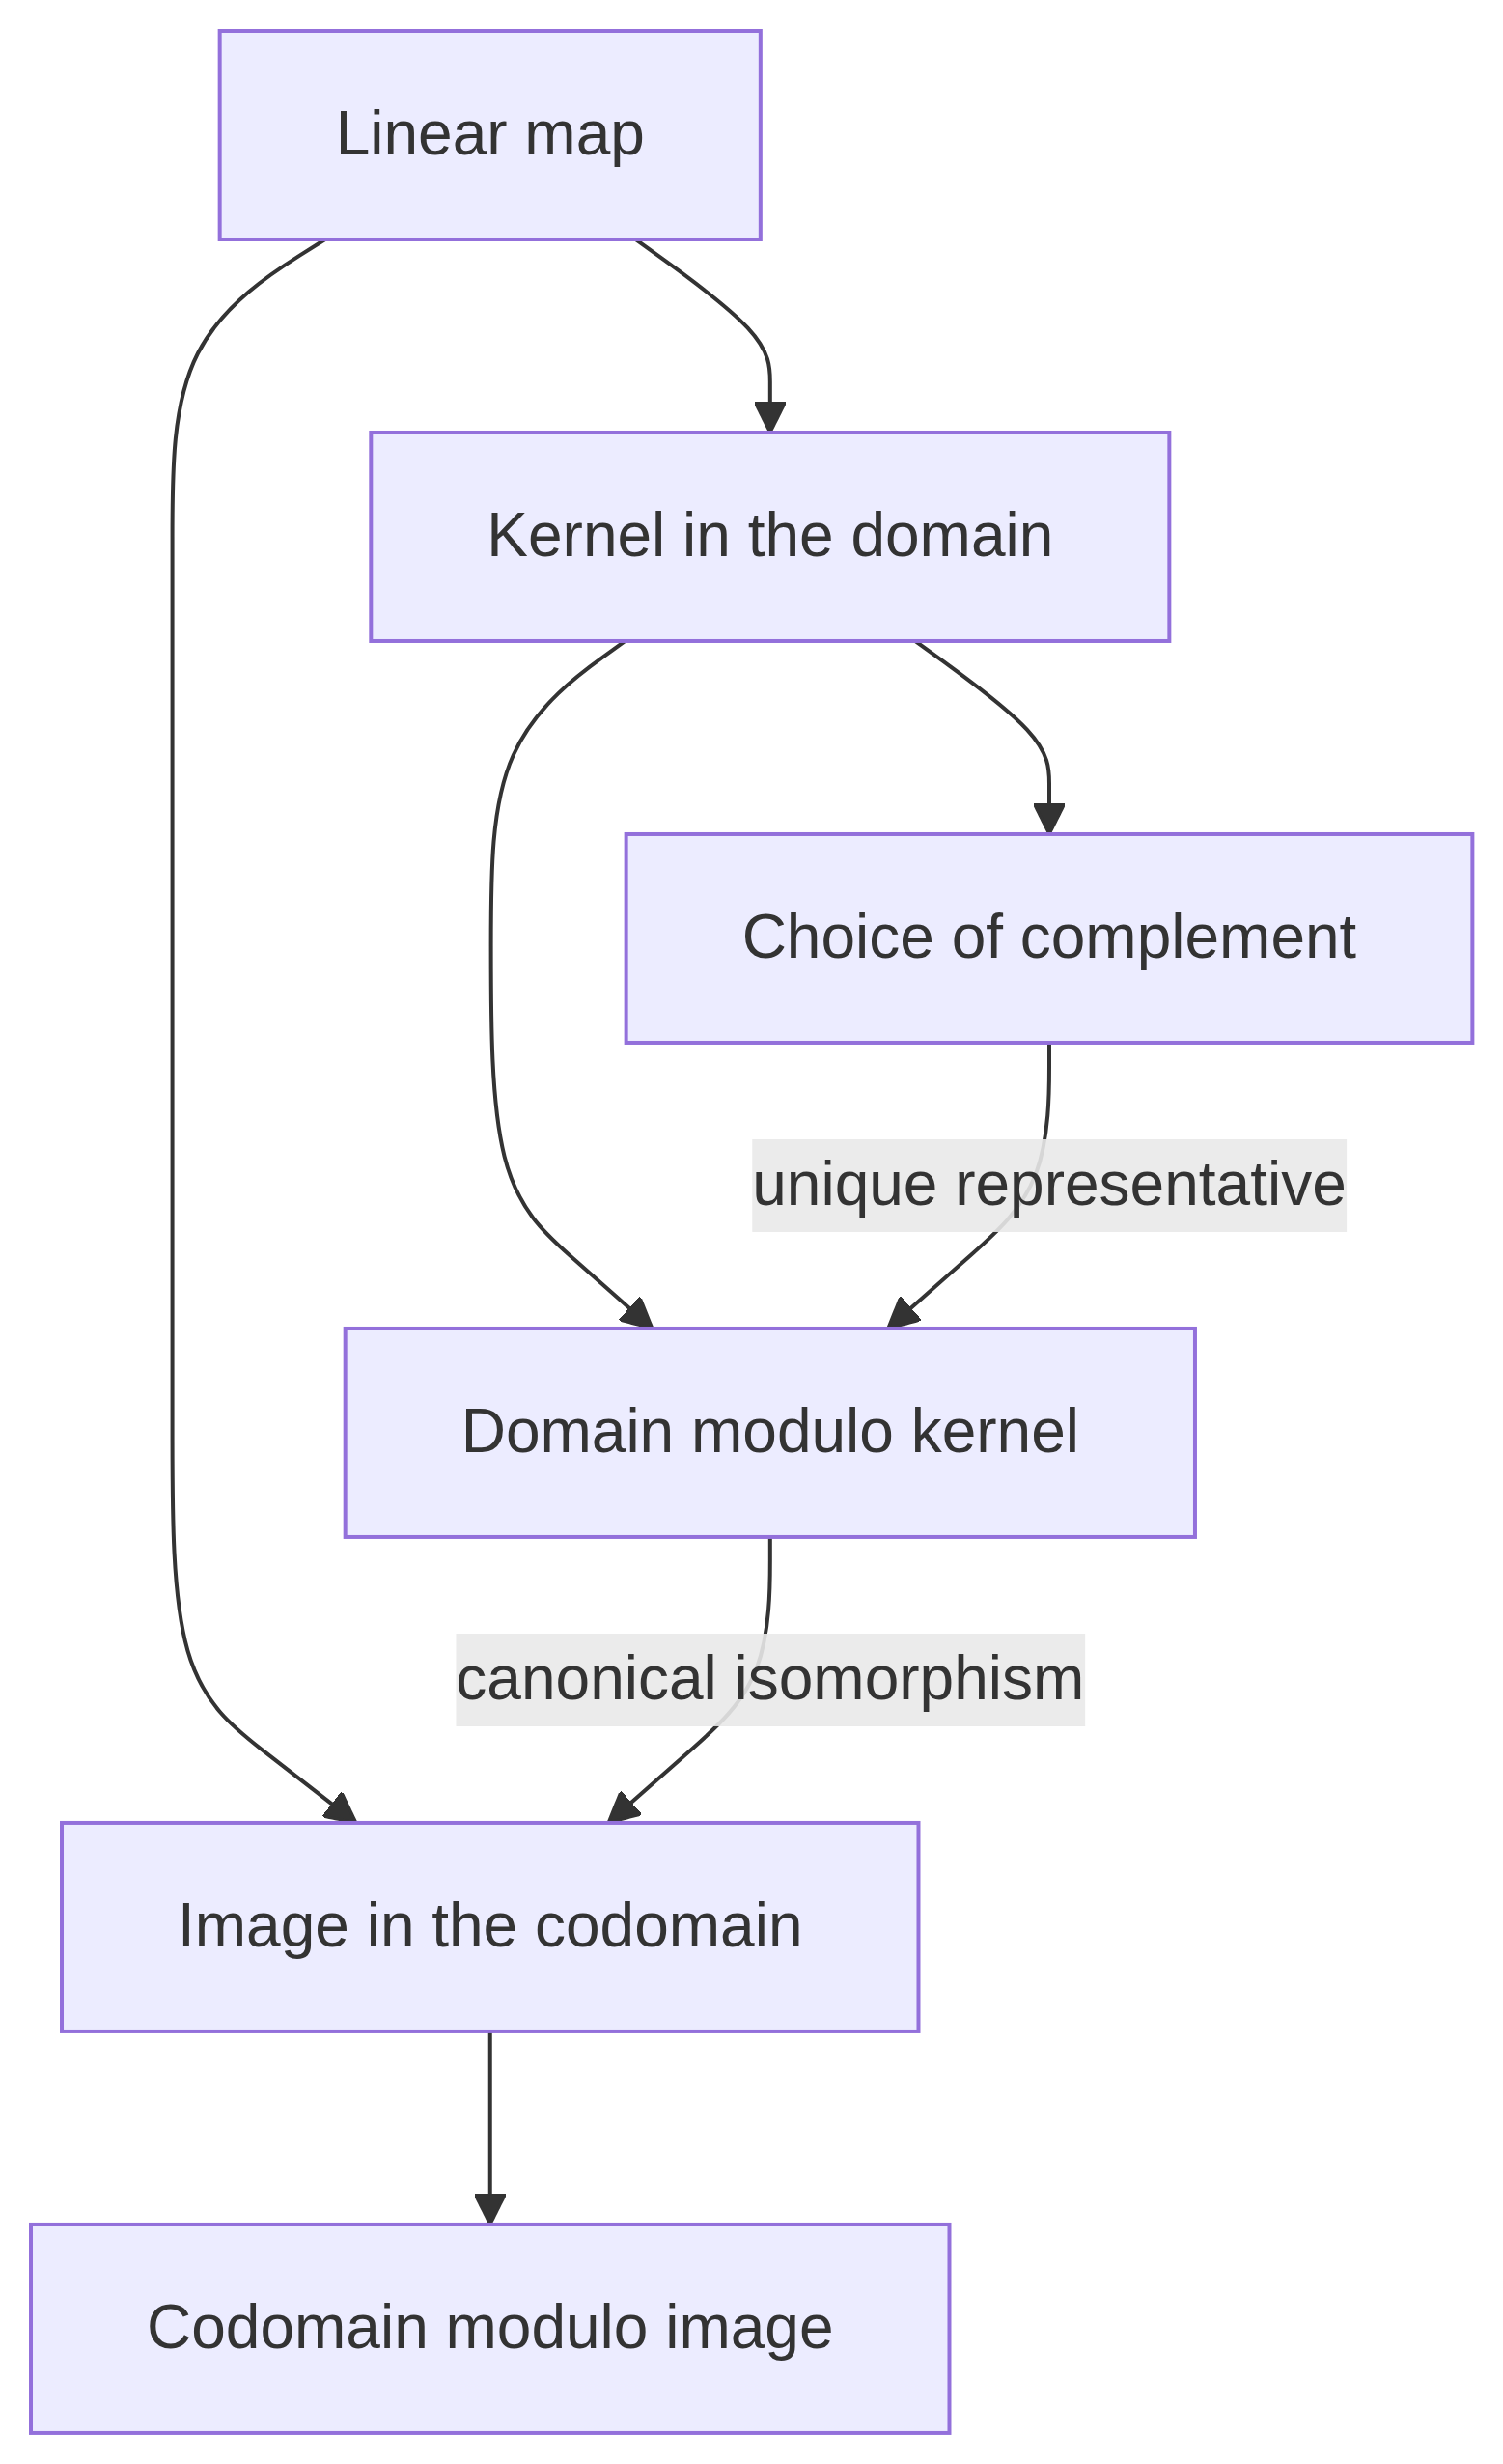 Linear map
Kernel in the domain
Choice of complement
unique representative
Domain modulo kernel
canonical isomorphism
Image in the codomain
Codomain modulo image